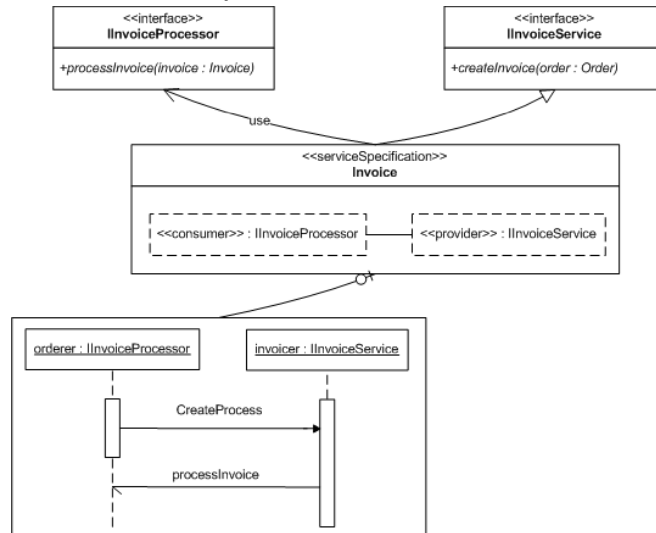 <<interface>>
IInvoiceProcessor
+processInvoice(invoice : Invoice)
<<interface>>
IInvoiceService
+createInvoice(order : Order)
use
<<serviceSpecification>>
Invoice
<<consumer>> : IInvoiceProcessor
<<provider>> : IInvoiceService
orderer : IInvoiceProcessor
invoicer : IInvoiceService
CreateProcess
processInvoice